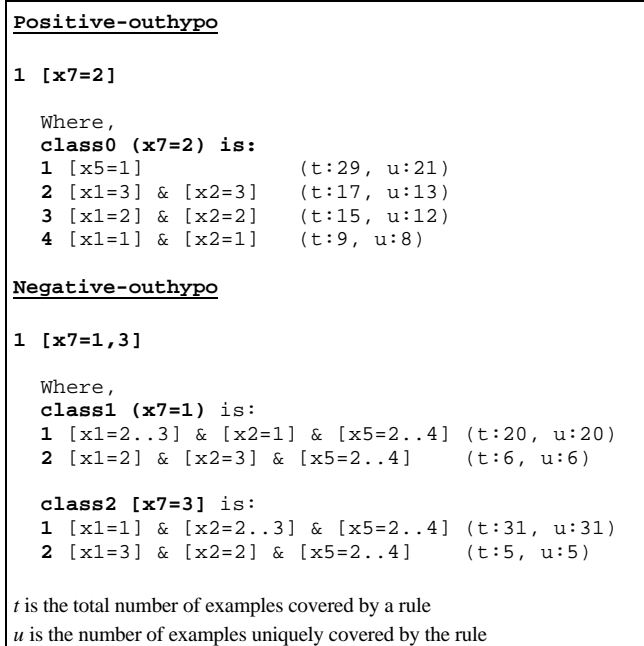 Positive-outhypo
1 [x7=2]
Where,
class0 (x7=2) is:
1 [x5=1] (t:29, u:21)
2 [x1=3] & [x2=3] (t:17, u:13)
3 [x1=2] & [x2=2] (t:15, u:12)
4 [x1=1] & [x2=1] (t:9, u:8)
Negative-outhypo
1 [x7=1,3]
Where,
class1 (x7=1) is:
1 [x1=2..3] & [x2=1] & [x5=2..4] (t:20, u:20)
2 [x1=2] & [x2=3] & [x5=2..4] (t:6, u:6)
class2 [x7=3] is:
1 [x1=1] & [x2=2..3] & [x5=2..4] (t:31, u:31)
2 [x1=3] & [x2=2] & [x5=2..4] (t:5, u:5)
t is the total number of examples covered by a rule
u is the number of examples uniquely covered by the rule